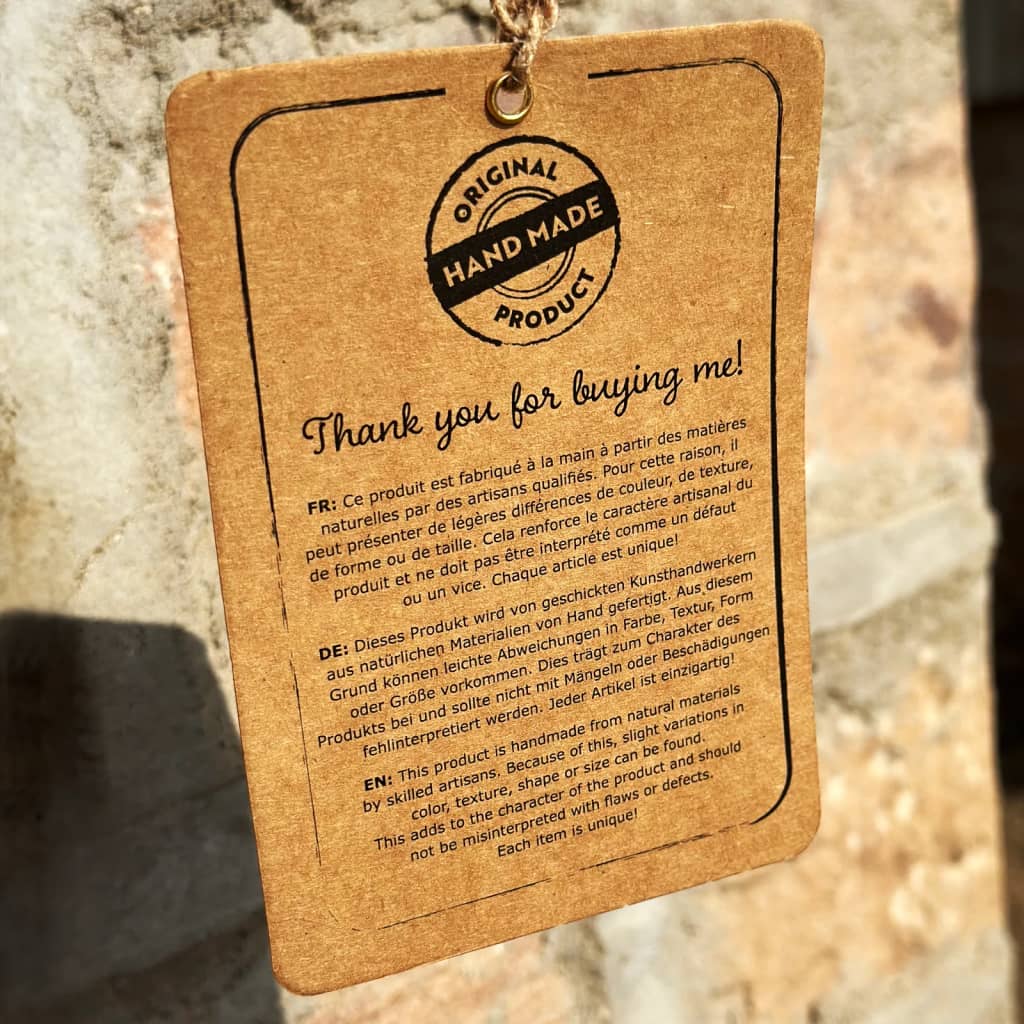 ORIGINAL
HAND MADE
PRODUCT
Thank you for buying me!
FR: Ce produit est fabriqué à la main à partir des matières
naturelles par des artisans qualifiés. Pour cette raison, il
peut présenter de légères différences de couleur, de texture,
de forme ou de taille. Cela renforce le caractère artisanal du
produit et ne doit pas être interprété comme un défaut
ou un vice. Chaque article est unique!
DE: Dieses Produkt wird von geschickten Kunsthandwerkern
aus natürlichen Materialien von Hand gefertigt. Aus diesem
Grund können leichte Abweichungen in Farbe, Textur, Form
oder Größe vorkommen. Dies trägt zum Charakter des
Produkts bei und sollte nicht mit Mängeln oder Beschädigungen
fehlinterpretiert werden. Jeder Artikel ist einzigartig!
EN: This product is handmade from natural materials
by skilled artisans. Because of this, slight variations in
color, texture, shape or size can be found.
This adds to the character of the product and should
not be misinterpreted with flaws or defects.
Each item is unique!